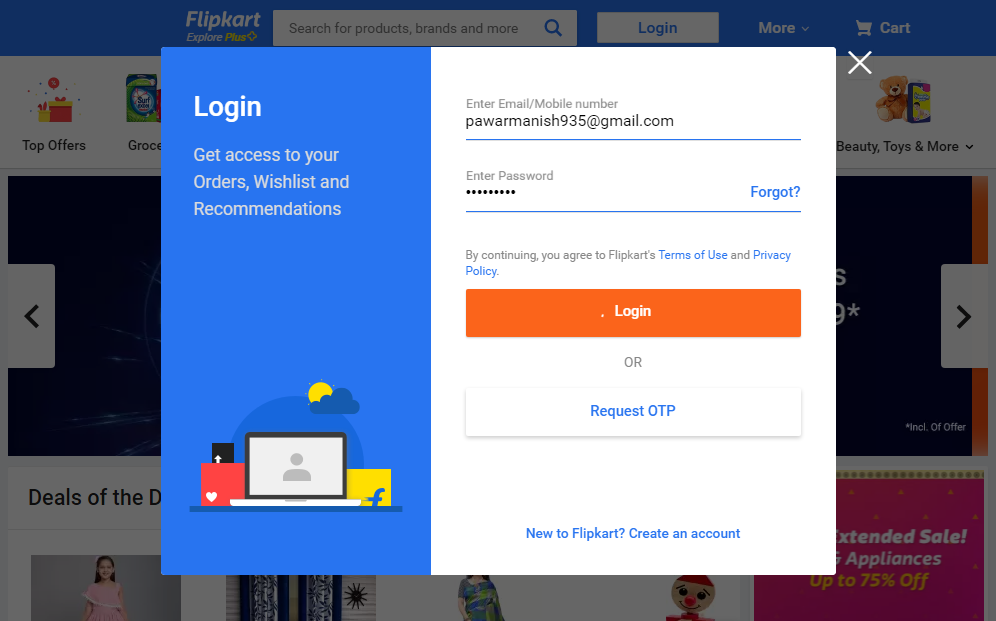 Flipkart
Explore Plus
Search for products, brands and more
Login
More
Cart
Top Offers
Groce
Beauty, Toys & More
Login
Get access to your
Orders, Wishlist and
Recommendations
Enter Email/Mobile number
pawarmanish935@gmail.com
Enter Password
•••••••••
Forgot?
By continuing, you agree to Flipkart's Terms of Use and Privacy
Policy.
Login
OR
Request OTP
New to Flipkart? Create an account
s
9*
*Incl. Of Offer
Deals of the D
xtended Sale!
& Appliances
Up to 75% Off